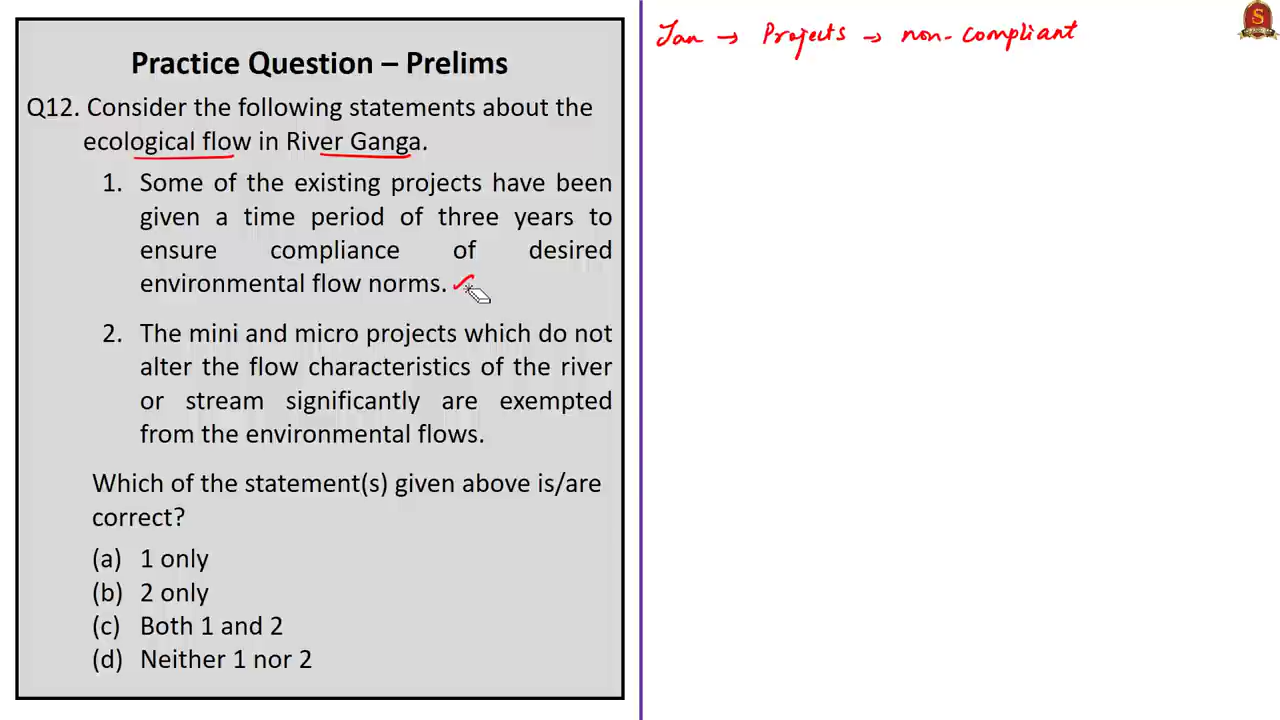 Practice Question – Prelims
Q12. Consider the following statements about the
ecological flow in River Ganga.
1. Some of the existing projects have been
given a time period of three years to
ensure compliance of desired
environmental flow norms.
2. The mini and micro projects which do not
alter the flow characteristics of the river
or stream significantly are exempted
from the environmental flows.
Which of the statement(s) given above is/are
correct?
(a) 1 only
(b) 2 only
(c) Both 1 and 2
(d) Neither 1 nor 2
Jan → Projects → non-compliant
S